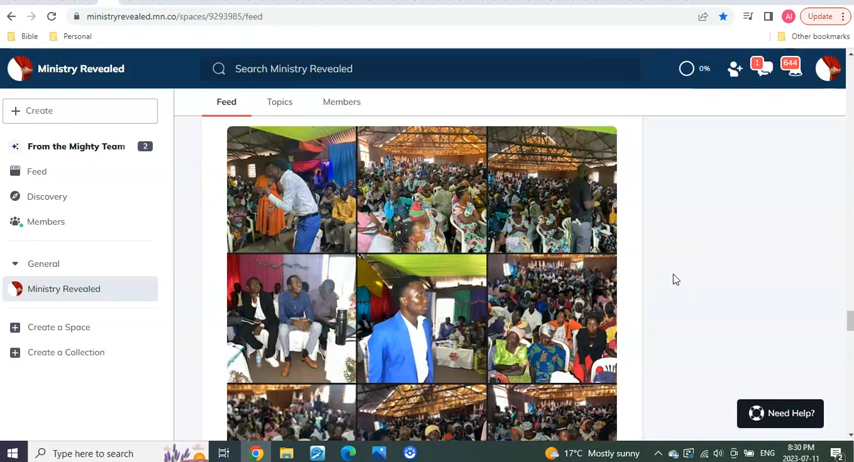 ministryrevealed.mn.co/spaces/9293985/feed
AI
Update
Bible
Personal
Other bookmarks
Ministry Revealed
Search Ministry Revealed
0%
1
644
Create
Feed
Topics
Members
From the Mighty Team
2
Feed
Discovery
Members
General
Ministry Revealed
Create a Space
Create a Collection
Need Help?
Type here to search
17°C Mostly sunny
ENG
8:30 PM
2023-07-11
2